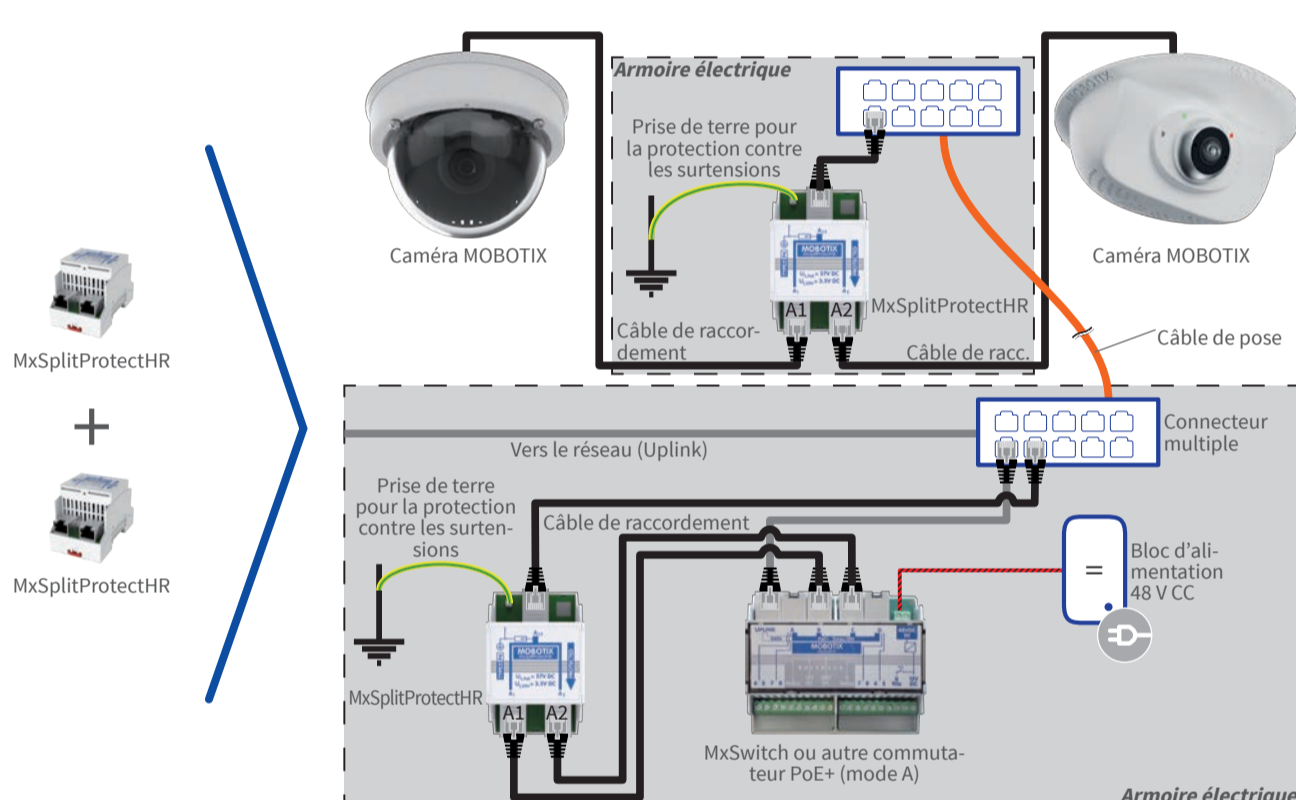 Armoire électrique
Prise de terre pour
la protection contre
les surtensions
Caméra MOBOTIX
Caméra MOBOTIX
MOBOTIX
MxSplitProtectHR
A1 A2
Câble de raccor-
dement
Câble de racc.
Câble de pose
MxSplitProtectHR
+
MxSplitProtectHR
Connecteur
multiple
Vers le réseau (Uplink)
Prise de terre
pour la protection
contre les surten-
sions
Câble de raccordement
=
Bloc d'ali-
mentation
48 V CC
MOBOTIX
MOBOTIX
MxSplitProtectHR
A1 A2
MxSwitch ou autre commuta-
teur PoE+ (mode A)
Armoire électrique